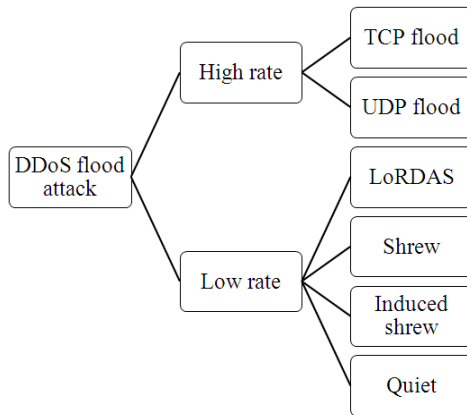 TCP flood
High rate
UDP flood
DDoS flood
attack
LoRDAS
Shrew
Low rate
Induced
shrew
Quiet